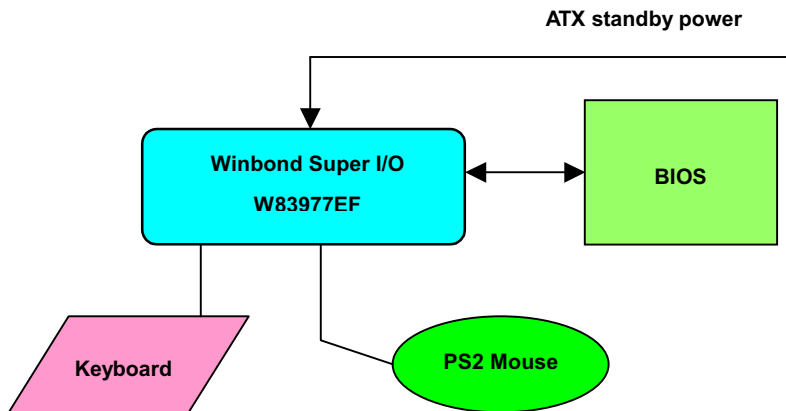 ATX standby power
Winbond Super I/O
W83977EF
BIOS
Keyboard
PS2 Mouse